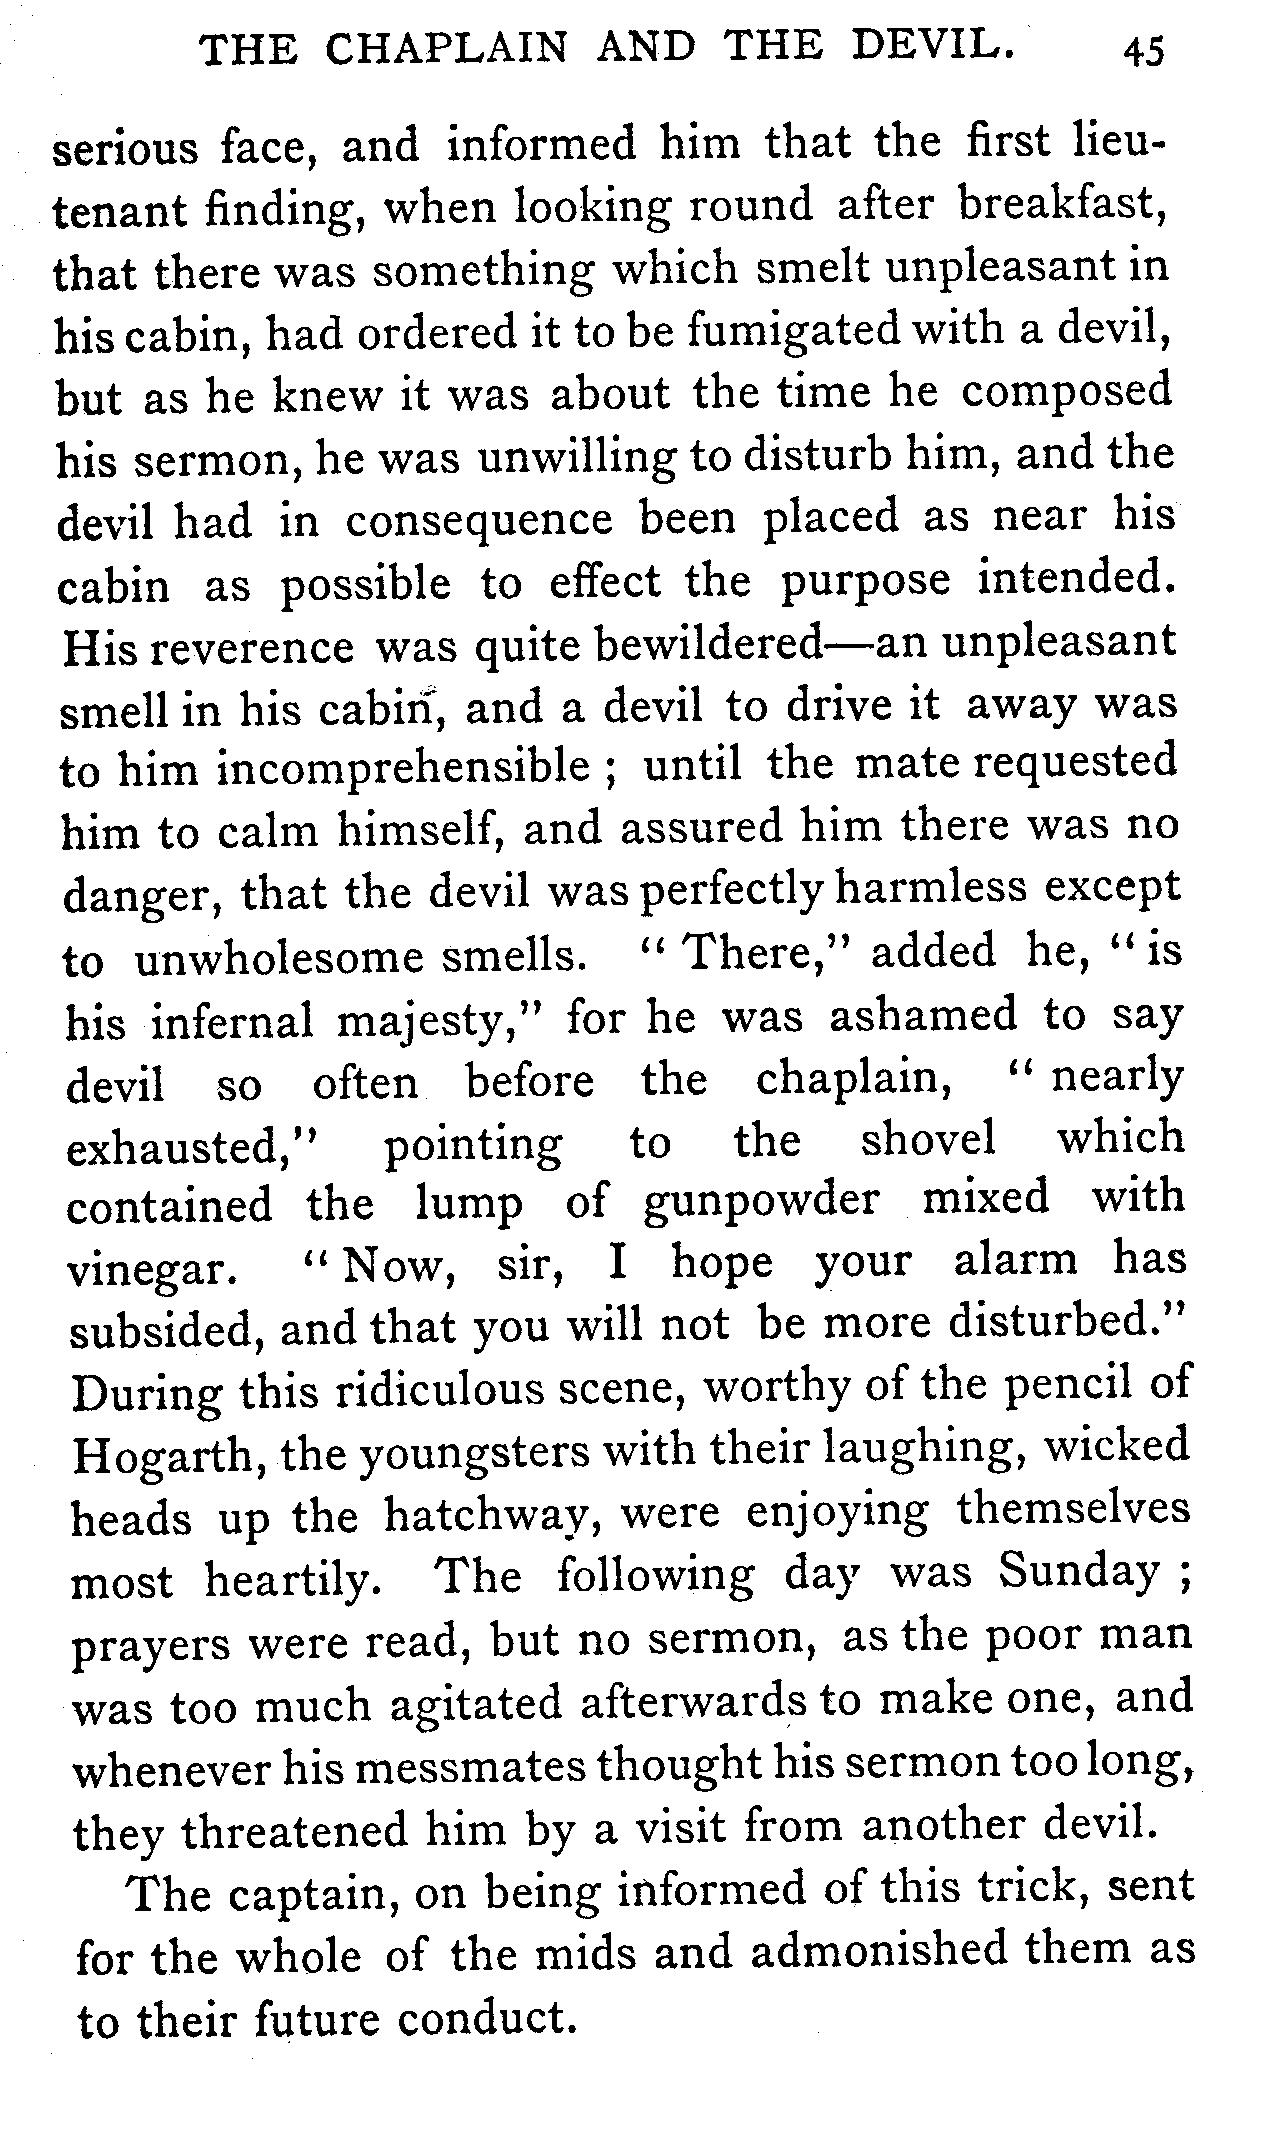 THE CHAPLAIN AND THE DEVIL. 45
serious face, and informed him that the first lieu-
tenant finding, when looking round after breakfast,
that there was something which smelt unpleasant in
his cabin, had ordered it to be fumigated with a devil,
but as he knew it was about the time he composed
his sermon, he was unwilling to disturb him, and the
devil had in consequence been placed as near his
cabin as possible to effect the purpose intended.
His reverence was quite bewildered—an unpleasant
smell in his cabin, and a devil to drive it away was
to him incomprehensible ; until the mate requested
him to calm himself, and assured him there was no
danger, that the devil was perfectly harmless except
to unwholesome smells. “ There,” added he, “ is
his infernal majesty,” for he was ashamed to say
devil so often before the chaplain, “ nearly
exhausted,” pointing to the shovel which
contained the lump of gunpowder mixed with
vinegar. “ Now, sir, I hope your alarm has
subsided, and that you will not be more disturbed.”
During this ridiculous scene, worthy of the pencil of
Hogarth, the youngsters with their laughing, wicked
heads up the hatchway, were enjoying themselves
most heartily. The following day was Sunday ;
prayers were read, but no sermon, as the poor man
was too much agitated afterwards to make one, and
whenever his messmates thought his sermon too long,
they threatened him by a visit from another devil.
The captain, on being informed of this trick, sent
for the whole of the mids and admonished them as
to their future conduct.